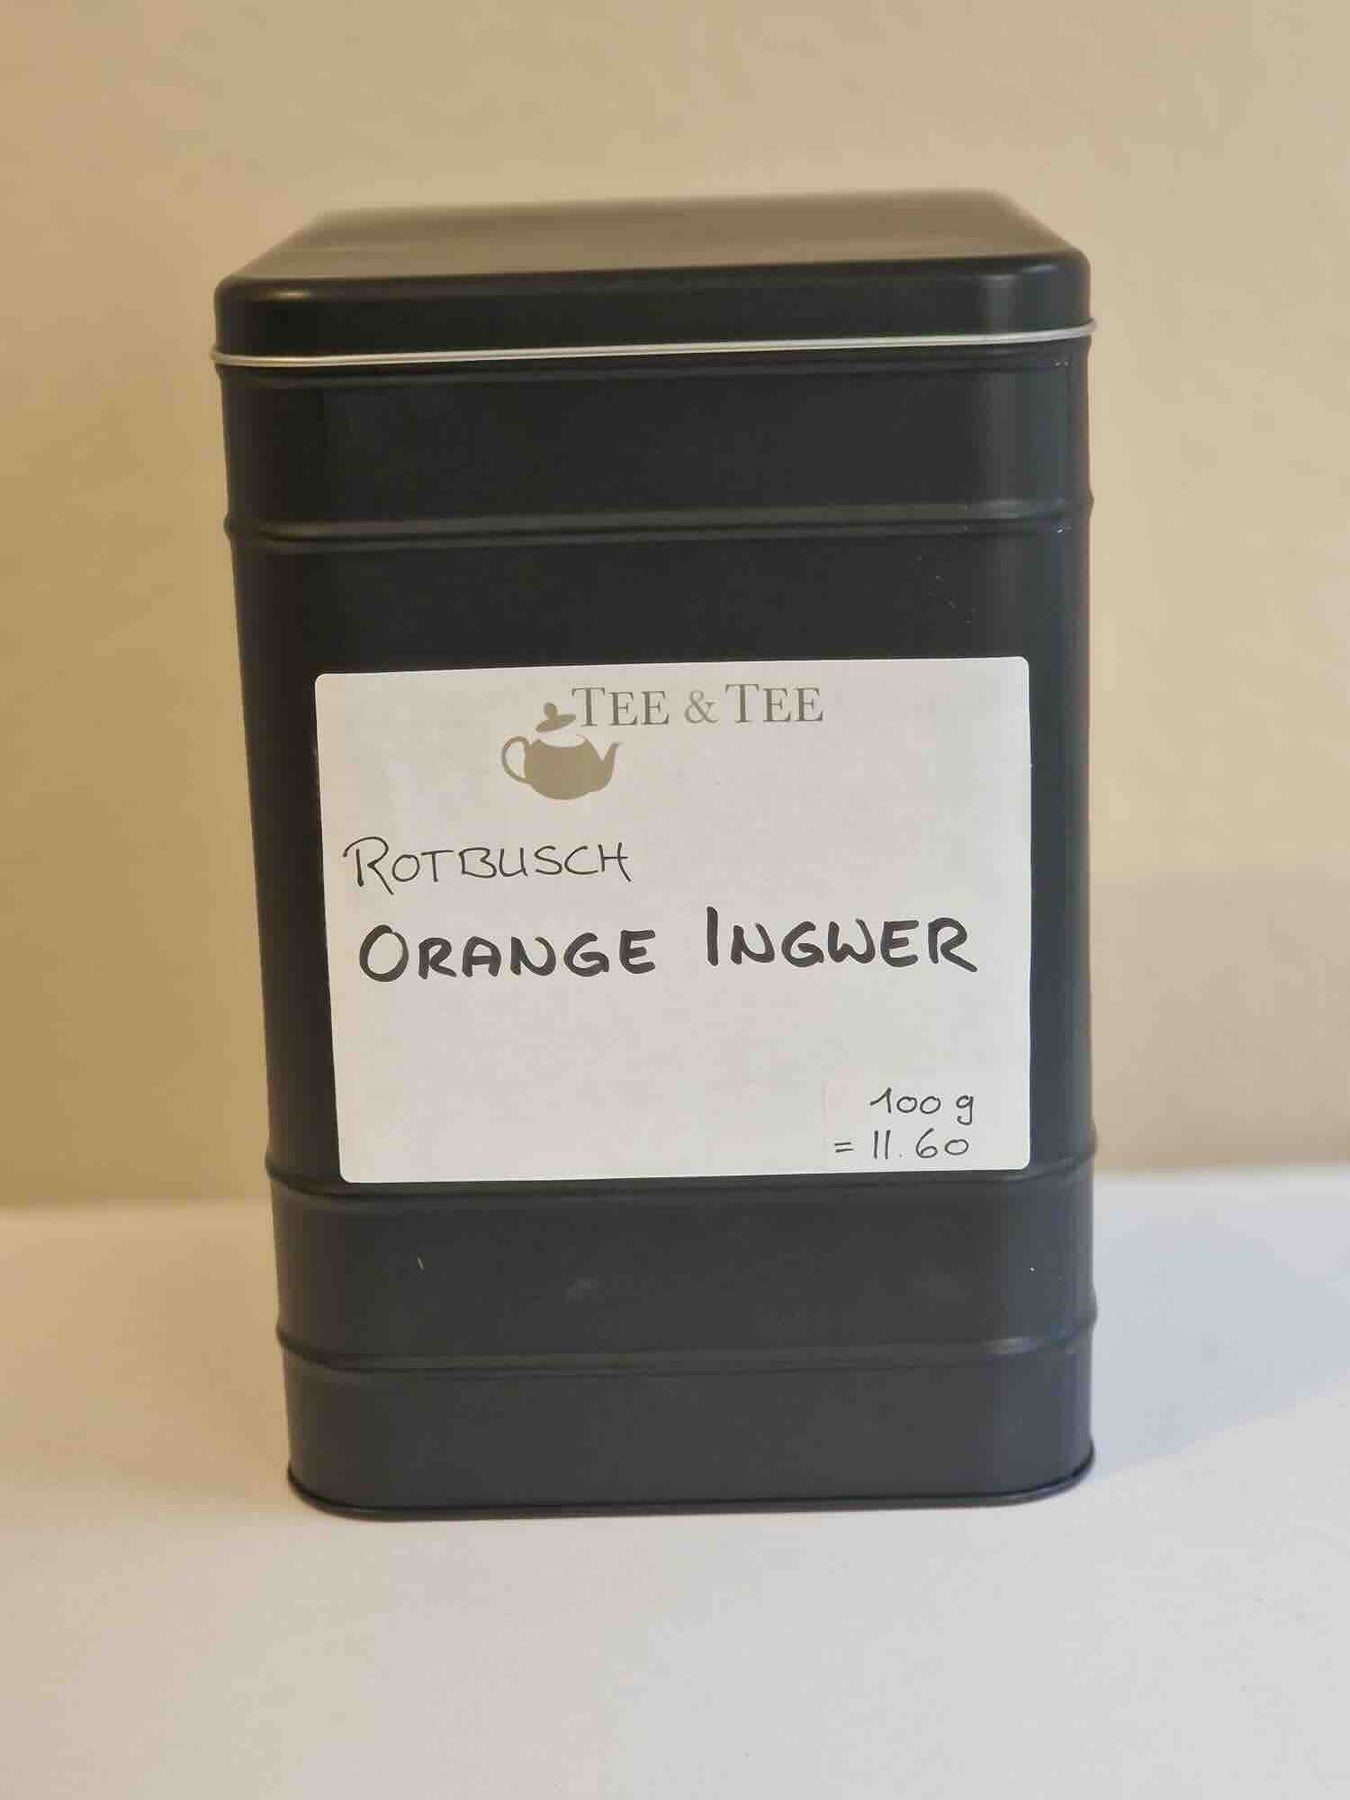 TEE & TEE
ROTBUSCH
ORANGE INGWER
100 g
= 11.60